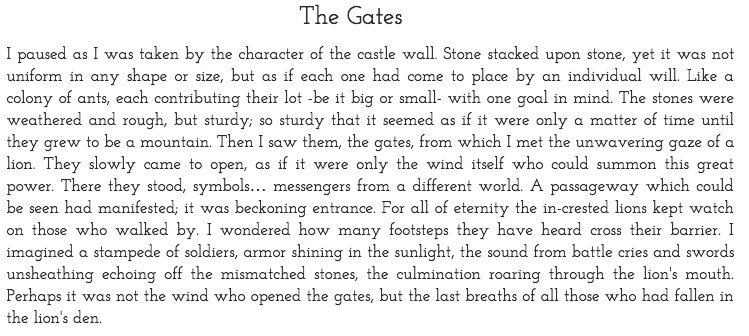 The Gates
I paused as I was taken by the character of the castle wall. Stone stacked upon stone, yet it was not
uniform in any shape or size, but as if each one had come to place by an individual will. Like a
colony of ants, each contributing their lot -be it big or small- with one goal in mind. The stones were
weathered and rough, but sturdy; so sturdy that it seemed as if it were only a matter of time until
they grew to be a mountain. Then I saw them, the gates, from which I met the unwavering gaze of a
lion. They slowly came to open, as if it were only the wind itself who could summon this great
power. There they stood, symbols... messengers from a different world. A passageway which could
be seen had manifested; it was beckoning entrance. For all of eternity the in-crested lions kept watch
on those who walked by. I wondered how many footsteps they have heard cross their barrier. I
imagined a stampede of soldiers, armor shining in the sunlight, the sound from battle cries and swords
unsheathing echoing off the mismatched stones, the culmination roaring through the lion's mouth.
Perhaps it was not the wind who opened the gates, but the last breaths of all those who had fallen in
the lion's den.